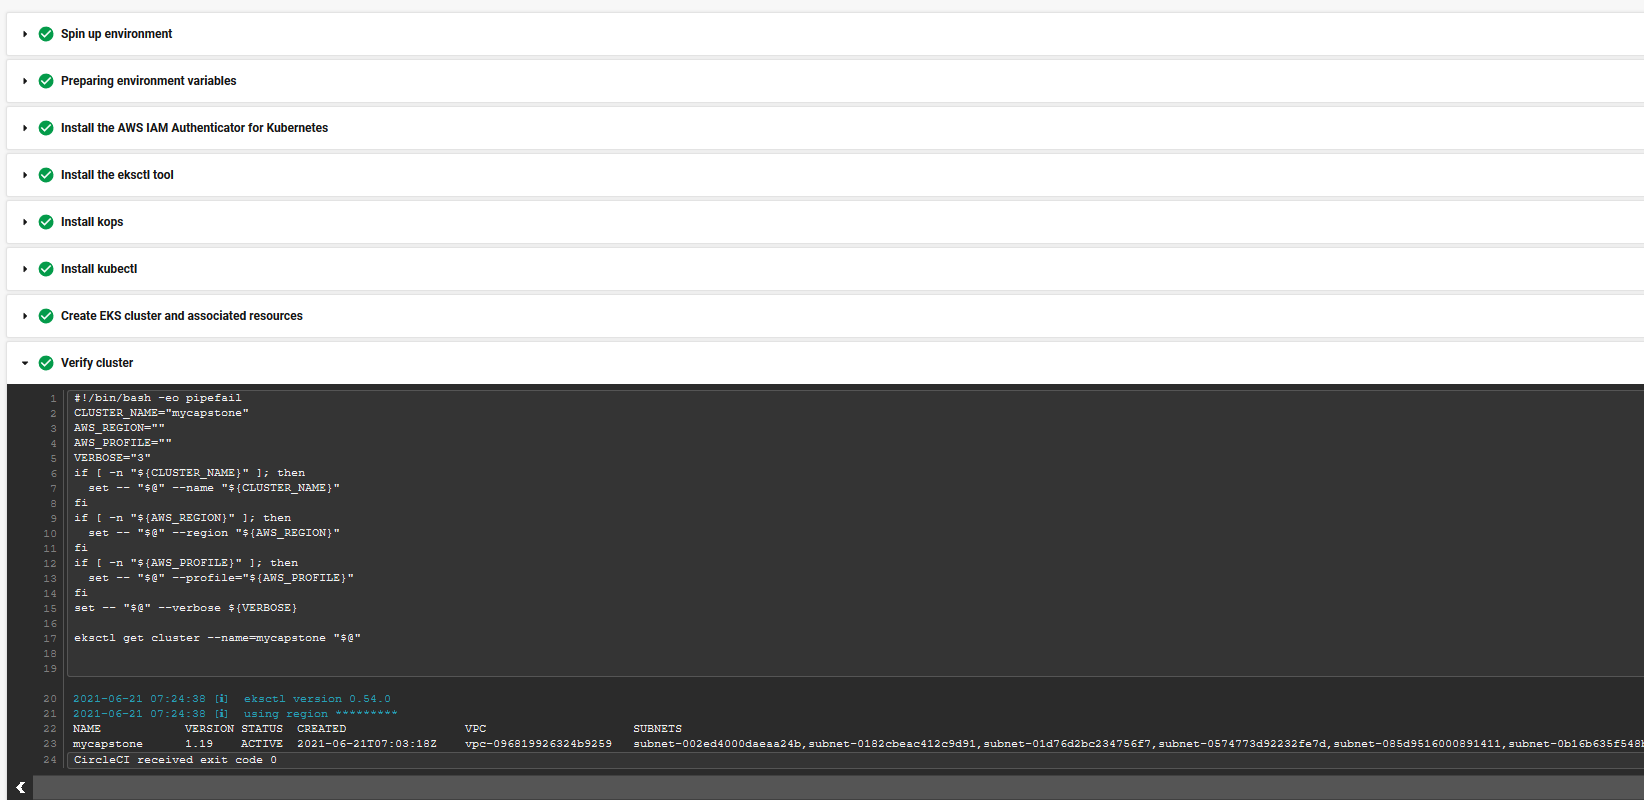 Spin up environment
Preparing environment variables
Install the AWS IAM Authenticator for Kubernetes
Install the eksctl tool
Install kops
Install kubectl
Create EKS cluster and associated resources
Verify cluster
1 #!/bin/bash -eo pipefail
2 CLUSTER_NAME="mycapstone"
3 AWS_REGION=""
4 AWS_PROFILE=""
5 VERBOSE="3"
6 if [ -n "${CLUSTER_NAME}" ]; then
7   set -- "$@" --name "${CLUSTER_NAME}"
8 fi
9 if [ -n "${AWS_REGION}" ]; then
10   set -- "$@" --region "${AWS_REGION}"
11 fi
12 if [ -n "${AWS_PROFILE}" ]; then
13   set -- "$@" --profile="${AWS_PROFILE}"
14 fi
15 set -- "$@" --verbose ${VERBOSE}
16
17 eksctl get cluster --name=mycapstone "$@"
18
19
20 2021-06-21 07:24:38 [ℹ]  eksctl version 0.54.0
21 2021-06-21 07:24:38 [ℹ]  using region *********
22 NAME VERSION STATUS CREATED VPC SUBNETS
23 mycapstone 1.19 ACTIVE 2021-06-21T07:03:18Z vpc-096819926324b9259 subnet-002ed4000daeaa24b,subnet-0182cbeac412c9d91,subnet-01d76d2bc234756f7,subnet-0574773d92232fe7d,subnet-085d9516000891411,subnet-0b16b635f548
24 CircleCI received exit code 0